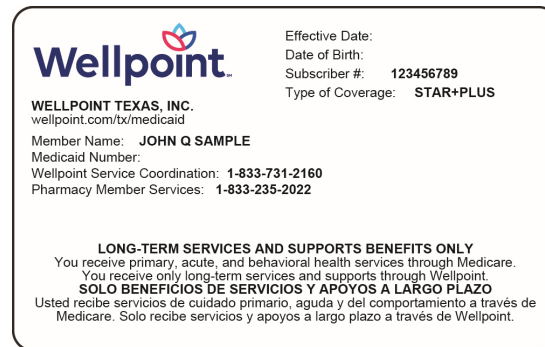 Wellpoint
Effective Date:
Date of Birth:
Subscriber #: 123456789
Type of Coverage: STAR+PLUS
WELLPOINT TEXAS, INC.
wellpoint.com/tx/medicaid
Member Name: JOHN Q SAMPLE
Medicaid Number:
Wellpoint Service Coordination: 1-833-731-2160
Pharmacy Member Services: 1-833-235-2022
LONG-TERM SERVICES AND SUPPORTS BENEFITS ONLY
You receive primary, acute, and behavioral health services through Medicare.
You receive only long-term services and supports through Wellpoint.
SOLO BENEFICIOS DE SERVICIOS Y APOYOS A LARGO PLAZO
Usted recibe servicios de cuidado primario, aguda y del comportamiento a través de
Medicare. Solo recibe servicios y apoyos a largo plazo a través de Wellpoint.